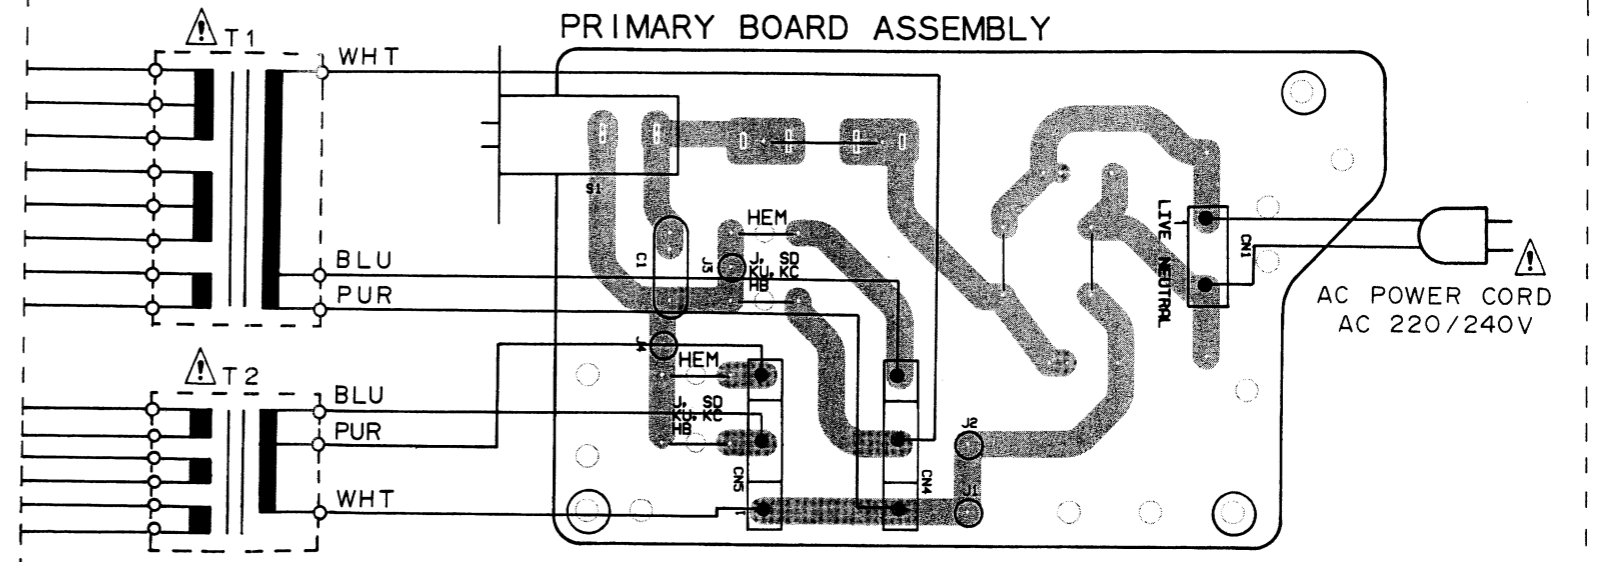 PRIMARY BOARD ASSEMBLY
T1
WHT
S1
HEM
LIVE
NEUTRAL
CN1
C1
J3
J, SD
KU, KC
HB
BLU
PUR
AC POWER CORD
AC 220/240V
J4
HEM
T2
BLU
J, SD
KU, KC
HB
PUR
J2
CN5
CN4
J1
WHT